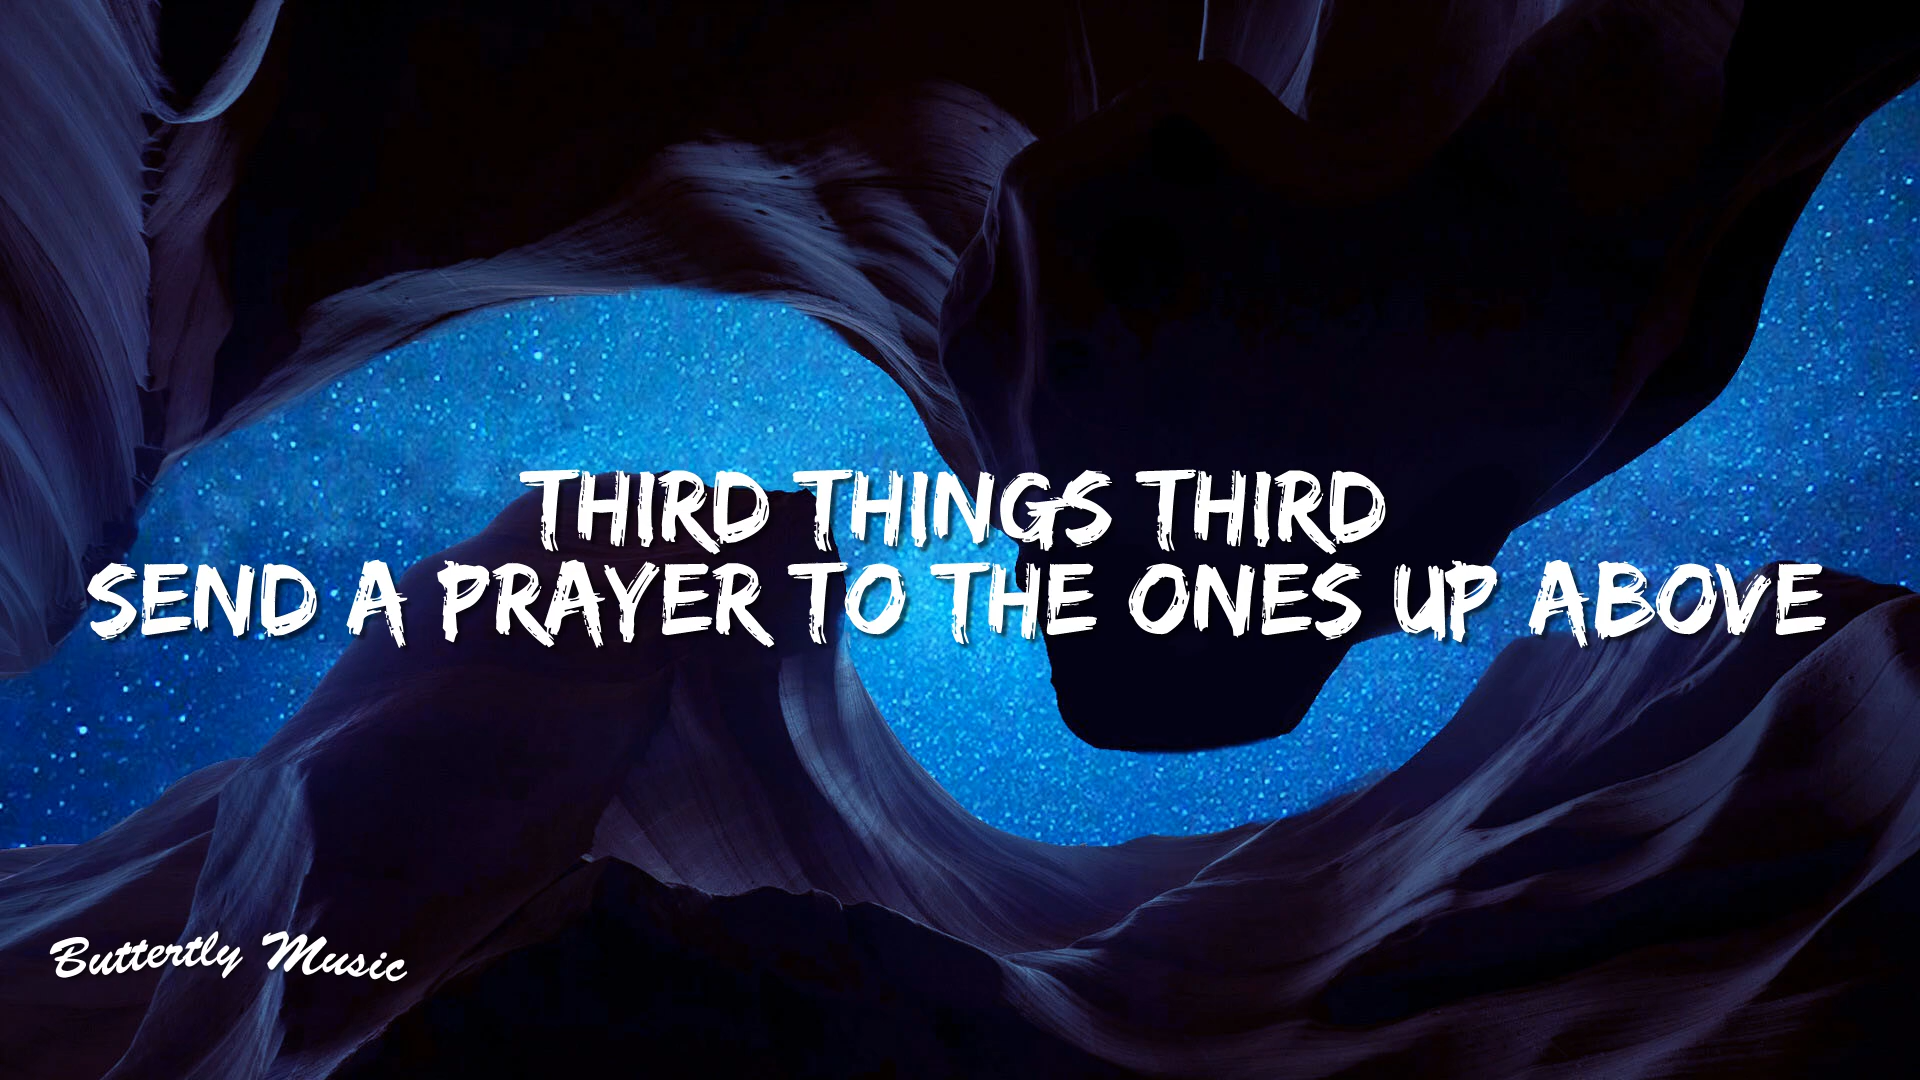 THIRD THINGS THIRD
SEND A PRAYER TO THE ONES UP ABOVE
Buttertly Music